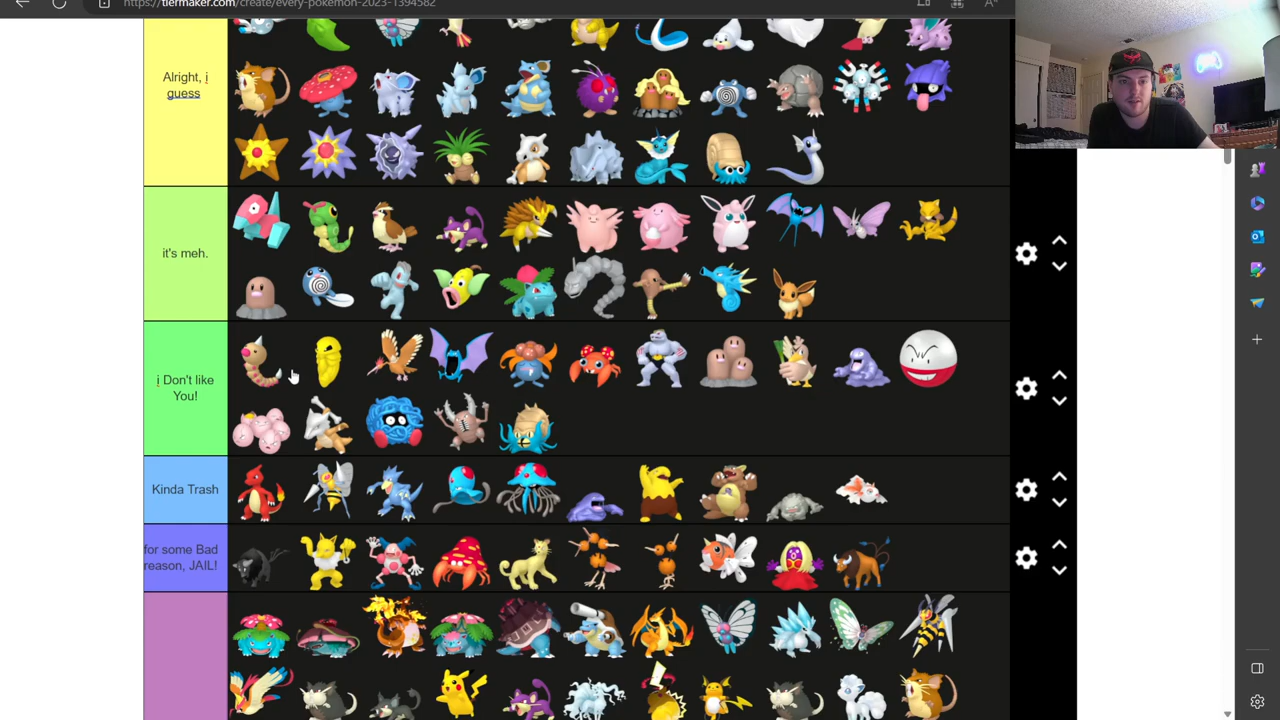 https://tiermaker.com/create/every-pokemon-2023-1394582
Alright, i
guess
it's meh.
i Don't like
You!
Kinda Trash
for some Bad
reason, JAIL!